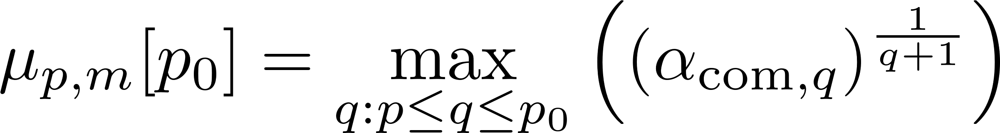 μ_{p,m}[p_0] = \max_{q:p≤q≤p_0} \left( (α_{com,q})^{\frac{1}{q+1}} \right)